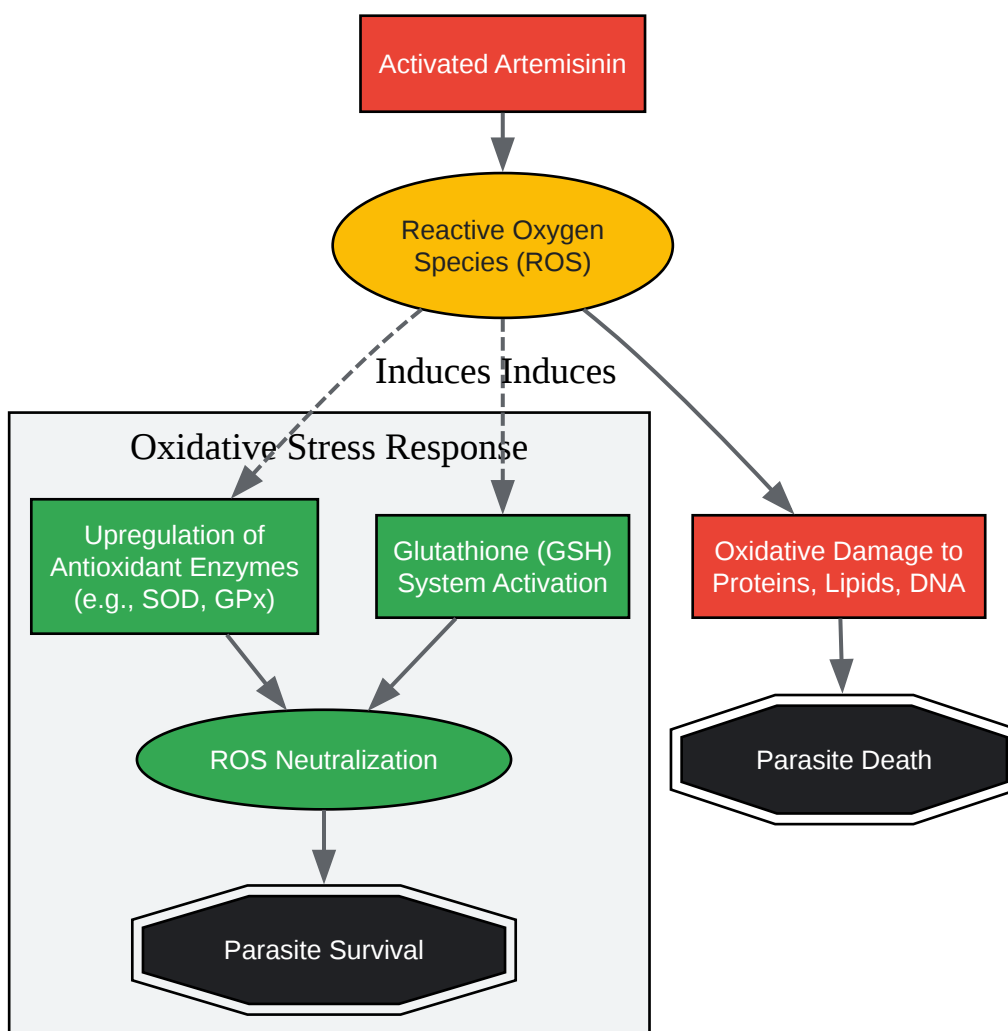 Activated Artemisinin
Reactive Oxygen
Species (ROS)
Induces
Induces
Oxidative Stress Response
Upregulation of
Antioxidant Enzymes
(e.g., SOD, GPx)
Glutathione (GSH)
System Activation
Oxidative Damage to
Proteins, Lipids, DNA
ROS Neutralization
Parasite Death
Parasite Survival